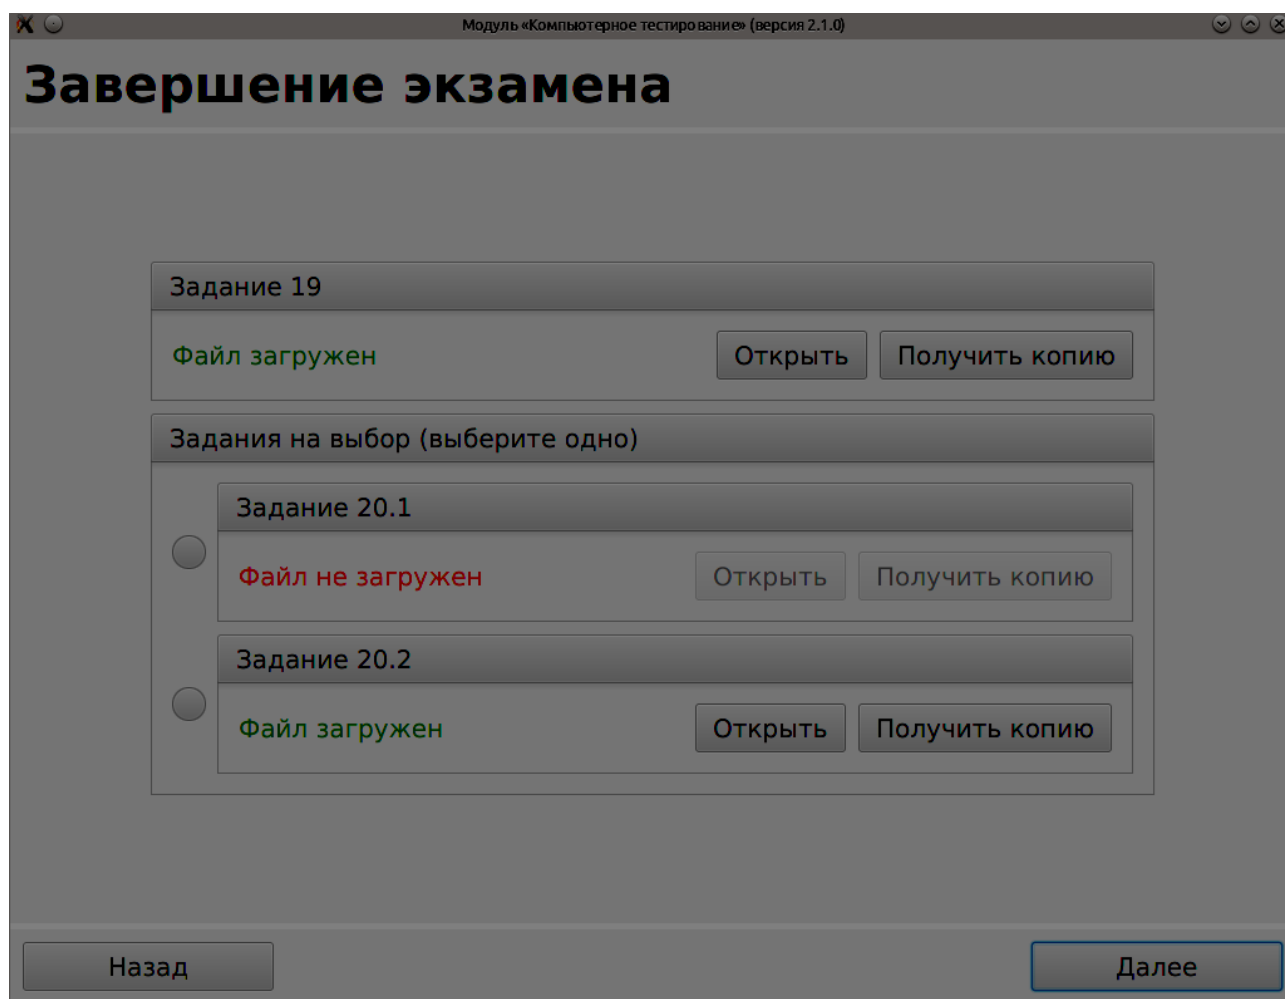 Модуль «Компьютерное тестирование» (версия 2.1.0)
Завершение экзамена
Задание 19
Файл загружен Открыть Получить копию
Задания на выбор (выберите одно)
Задание 20.1
Файл не загружен Открыть Получить копию
Задание 20.2
Файл загружен Открыть Получить копию
Назад Далее